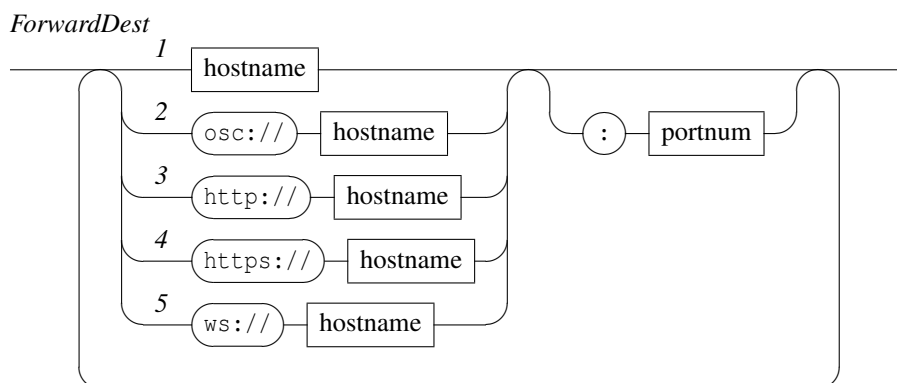 ForwardDest
1 hostname
2 osc:// hostname : portnum
3 http:// hostname
4 https:// hostname
5 ws:// hostname